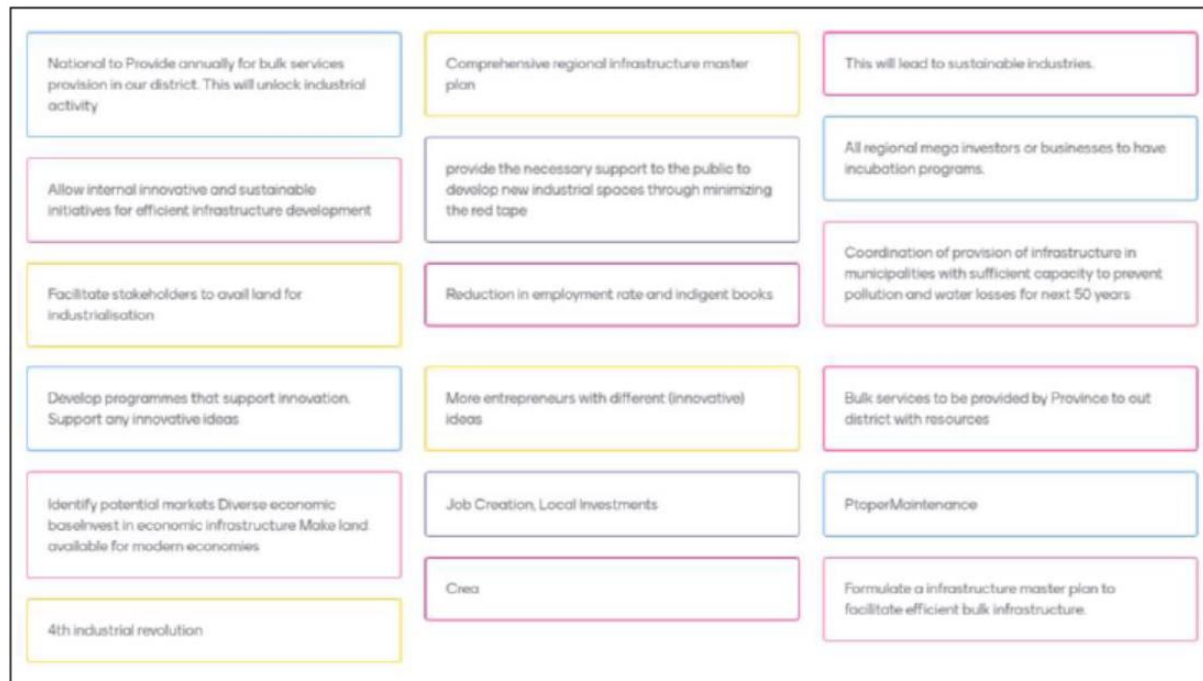 National to Provide annually for bulk services
provision in our district. This will unlock industrial
activity
Allow internal innovative and sustainable
initiatives for efficient infrastructure development
Facilitate stakeholders to avail land for
industrialisation
Develop programmes that support innovation.
Support any innovative ideas
Identify potential markets Diverse economic
baseInvest in economic infrastructure Make land
available for modern economies
4th industrial revolution
Comprehensive regional infrastructure master
plan
provide the necessary support to the public to
develop new industrial spaces through minimizing
the red tape
Reduction in employment rate and indigent books
More entrepreneurs with different (innovative)
ideas
Job Creation, Local Investments
Crea
This will lead to sustainable industries.
All regional mega investors or businesses to have
incubation programs.
Coordination of provision of infrastructure in
municipalities with sufficient capacity to prevent
pollution and water losses for next 50 years
Bulk services to be provided by Province to out
district with resources
PtoperMaintenance
Formulate a infrastructure master plan to
facilitate efficient bulk infrastructure.